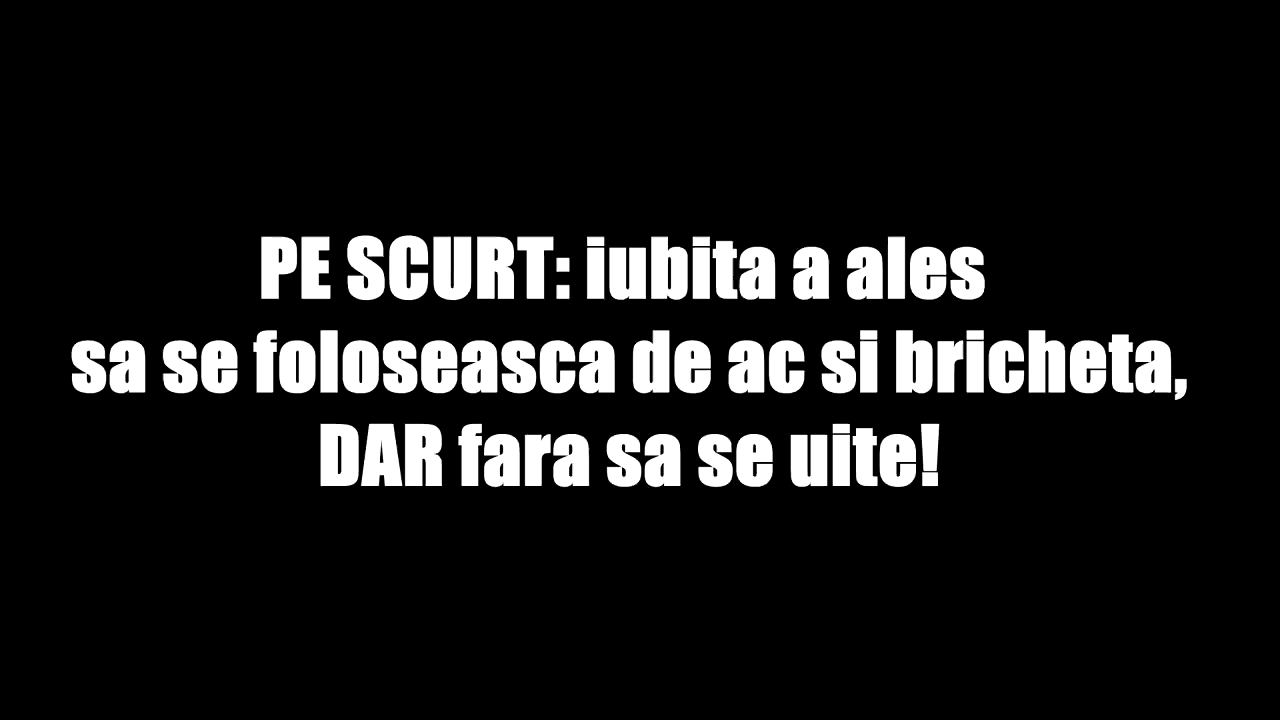 PE SCURT: iubita a ales
sa se foloseasca de ac si bricheta,
DAR fara sa se uite!